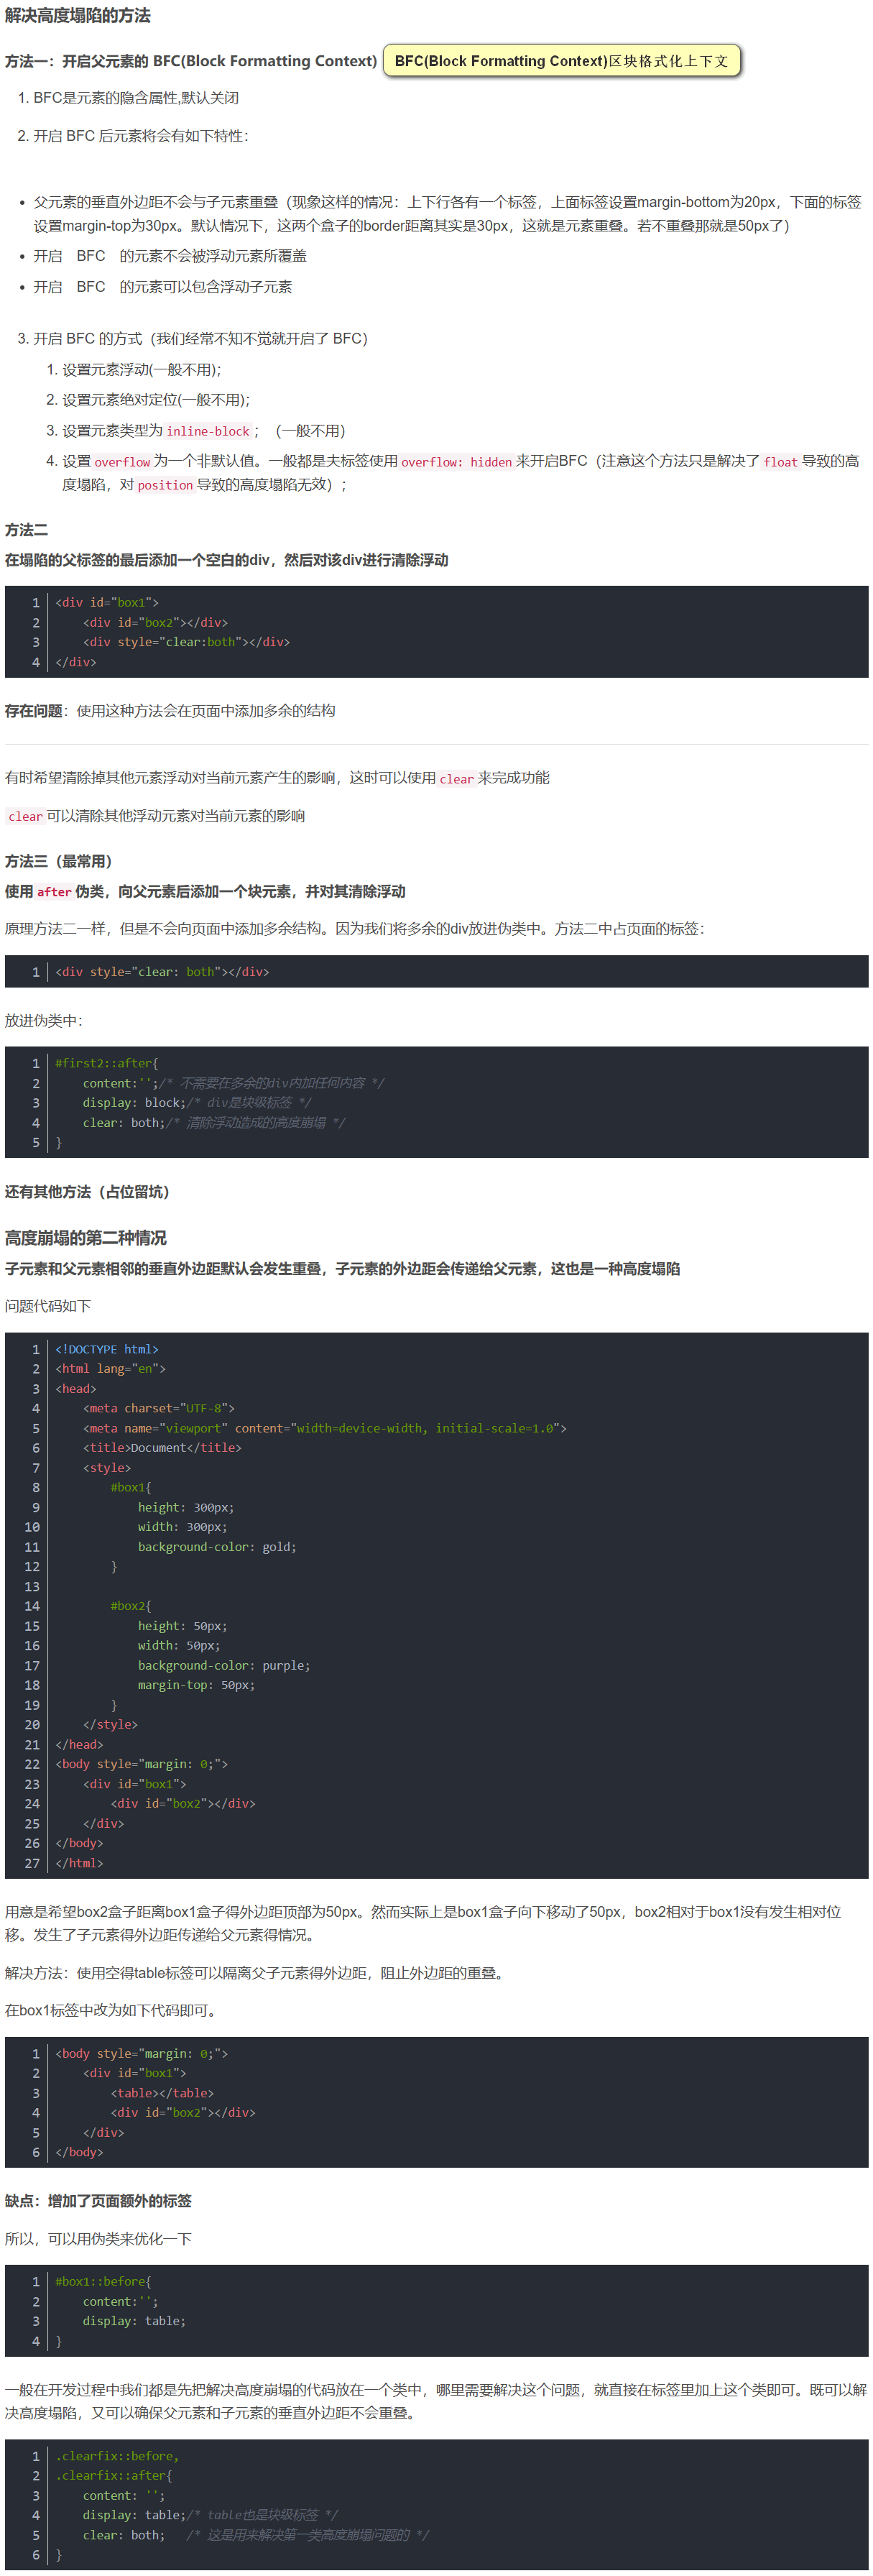 解决高度塌陷的方法
方法一：开启父元素的 BFC(Block Formatting Context) BFC(Block Formatting Context)区块格式化上下文
1. BFC是元素的隐含属性,默认关闭
2. 开启 BFC 后元素将会有如下特性：
• 父元素的垂直外边距不会与子元素重叠（现象这样的情况：上下行各有一个标签，上面标签设置margin-bottom为20px，下面的标签
设置margin-top为30px。默认情况下，这两个盒子的border距离其实是30px，这就是元素重叠。若不重叠那就是50px了）
• 开启 BFC 的元素不会被浮动元素所覆盖
• 开启 BFC 的元素可以包含浮动子元素
3. 开启 BFC 的方式（我们经常不知不觉就开启了 BFC）
1. 设置元素浮动(一般不用)；
2. 设置元素绝对定位(一般不用)；
3. 设置元素类型为 inline-block ；（一般不用）
4. 设置 overflow 为一个非默认值。一般都是夫标签使用 overflow: hidden 来开启BFC（注意这个方法只是解决了 float 导致的高
度塌陷，对 position 导致的高度塌陷无效）；
方法二
在塌陷的父标签的最后添加一个空白的div，然后对该div进行清除浮动
1 <div id="box1">
2 <div id="box2"></div>
3 <div style="clear:both"></div>
4 </div>
存在问题：使用这种方法会在页面中添加多余的结构
有时希望清除掉其他元素浮动对当前元素产生的影响，这时可以使用 clear 来完成功能
clear 可以清除其他浮动元素对当前元素的影响
方法三（最常用）
使用 after 伪类，向父元素后添加一个块元素，并对其清除浮动
原理方法二一样，但是不会向页面中添加多余结构。因为我们将多余的div放进伪类中。方法二中占页面的标签：
1 <div style="clear: both"></div>
放进伪类中：
1 #first2::after{
2 content:'';/* 不需要在多余的div内加任何内容 */
3 display: block;/* div是块级标签 */
4 clear: both;/* 清除浮动造成的高度崩塌 */
5 }
还有其他方法（占位留坑）
高度崩塌的第二种情况
子元素和父元素相邻的垂直外边距默认会发生重叠，子元素的外边距会传递给父元素，这也是一种高度塌陷
问题代码如下
1 <!DOCTYPE html>
2 <html lang="en">
3 <head>
4 <meta charset="UTF-8">
5 <meta name="viewport" content="width=device-width, initial-scale=1.0">
6 <title>Document</title>
7 <style>
8 #box1{
9 height: 300px;
10 width: 300px;
11 background-color: gold;
12 }
13
14 #box2{
15 height: 50px;
16 width: 50px;
17 background-color: purple;
18 margin-top: 50px;
19 }
20 </style>
21 </head>
22 <body style="margin: 0;">
23 <div id="box1">
24 <div id="box2"></div>
25 </div>
26 </body>
27 </html>
用意是希望box2盒子距离box1盒子得外边距顶部为50px。然而实际上是box1盒子向下移动了50px，box2相对于box1没有发生相对位
移。发生了子元素得外边距传递给父元素得情况。
解决方法：使用空得table标签可以隔离父子元素得外边距，阻止外边距的重叠。
在box1标签中改为如下代码即可。
1 <body style="margin: 0;">
2 <div id="box1">
3 <table></table>
4 <div id="box2"></div>
5 </div>
6 </body>
缺点：增加了页面额外的标签
所以，可以用伪类来优化一下
1 #box1::before{
2 content:'';
3 display: table;
4 }
一般在开发过程中我们都是先把解决高度崩塌的代码放在一个类中，哪里需要解决这个问题，就直接在标签里加上这个类即可。既可以解
决高度塌陷，又可以确保父元素和子元素的垂直外边距不会重叠。
1 .clearfix::before,
2 .clearfix::after{
3 content: '';
4 display: table;/* table也是块级标签 */
5 clear: both; /* 这是用来解决第一类高度崩塌问题的 */
6 }